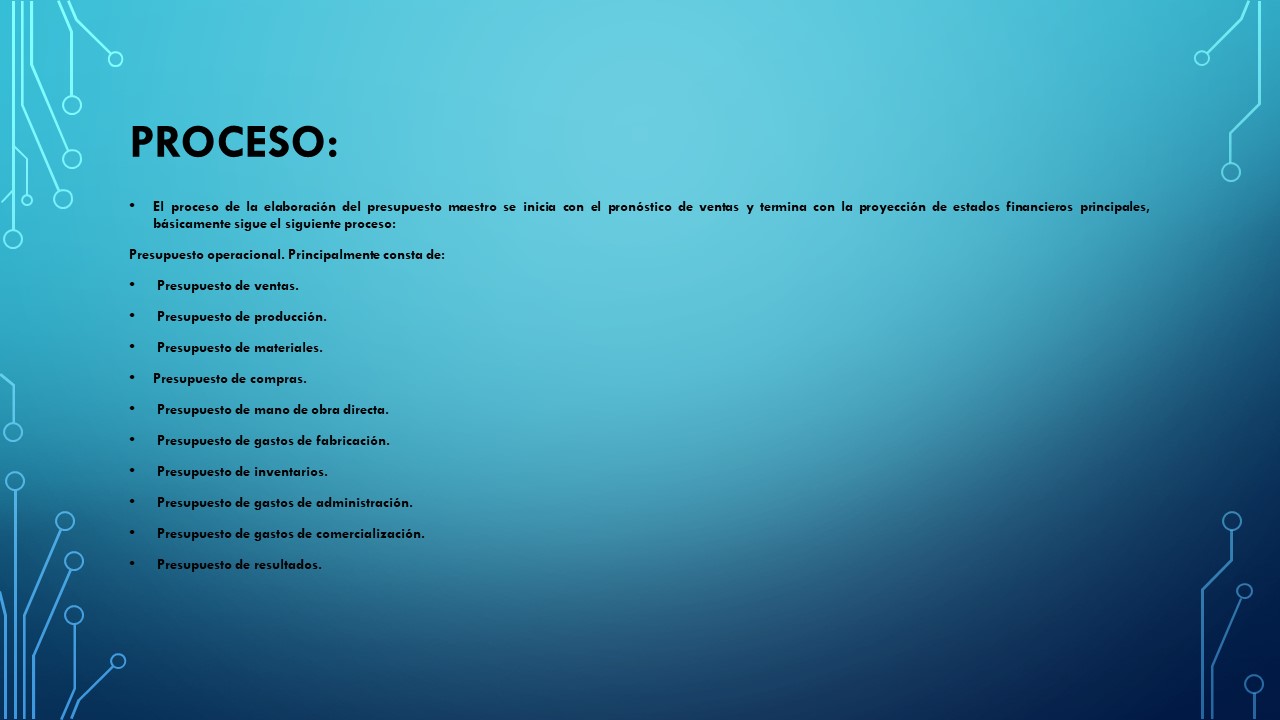 PROCESO:
• El proceso de la elaboración del presupuesto maestro se inicia con el pronóstico de ventas y termina con la proyección de estados financieros principales,
básicamente sigue el siguiente proceso:
Presupuesto operacional. Principalmente consta de:
• Presupuesto de ventas.
• Presupuesto de producción.
• Presupuesto de materiales.
• Presupuesto de compras.
• Presupuesto de mano de obra directa.
• Presupuesto de gastos de fabricación.
• Presupuesto de inventarios.
• Presupuesto de gastos de administración.
• Presupuesto de gastos de comercialización.
• Presupuesto de resultados.